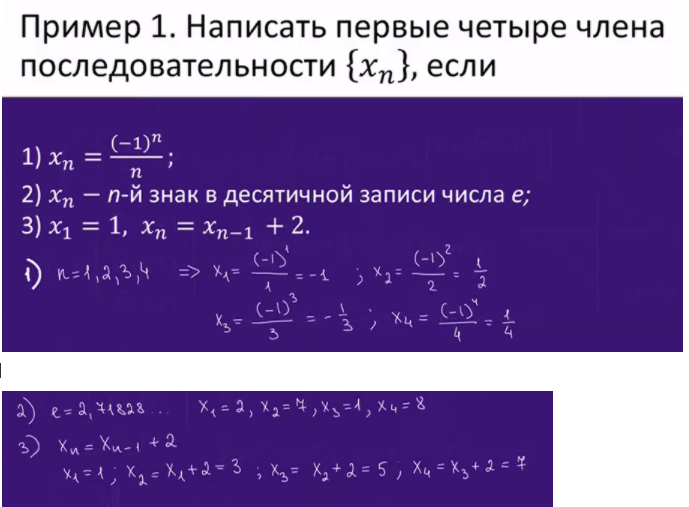 Пример 1. Написать первые четыре члена
последовательности {xₙ}, если
1) xₙ = (-1)ⁿ/n;
2) xₙ − n-й знак в десятичной записи числа e;
3) x₁ = 1, xₙ = xₙ₋₁ + 2.
1) n=1,2,3,4 => x₁= (-1)¹/1 = -1 ; x₂= (-1)²/2 = 1/2
x₃= (-1)³/3 = -1/3 ; x₄= (-1)⁴/4 = 1/4
2) e=2,71828... x₁=2, x₂=7, x₃=1, x₄=8
3) xₙ=xₙ₋₁+2
x₁=1; x₂=x₁+2=3 ; x₃= x₂+2=5 ; x₄=x₃+2=7